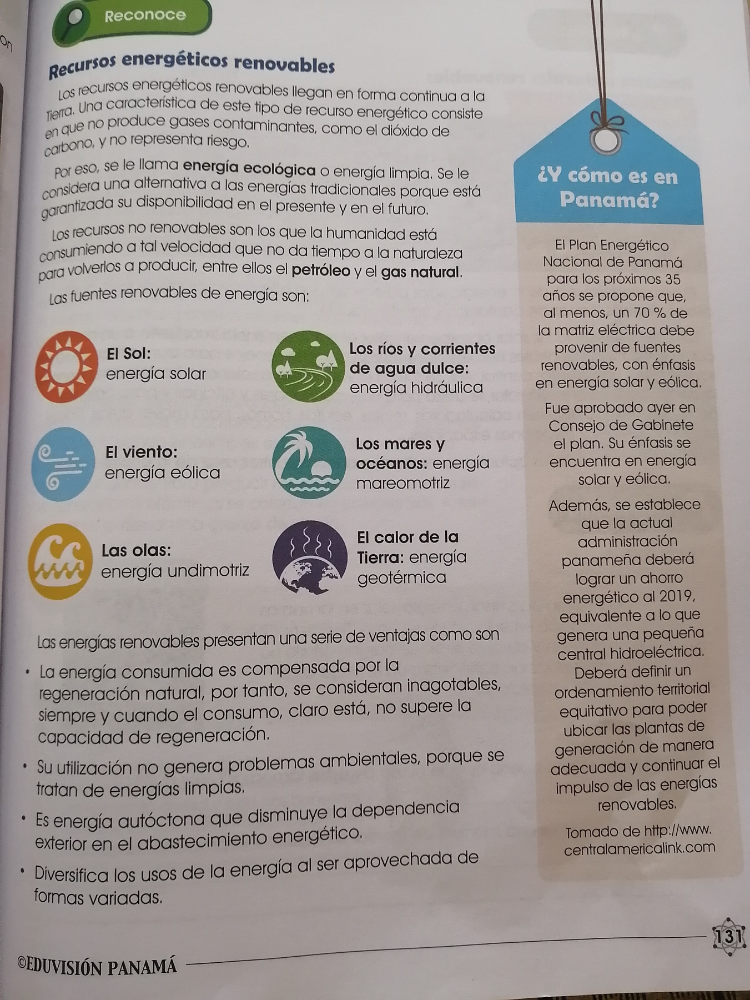 on
Reconoce
Recursos energéticos renovables
Los recursos energéticos renovables llegan en forma continua a la
Tierra. Una característica de este tipo de recurso energético consiste
en que no produce gases contaminantes, como el dióxido de
carbono, y no representa riesgo.
Por eso, se le llama energía ecológica o energía limpia. Se le
considera una alternativa a las energías tradicionales porque está
garantizada su disponibilidad en el presente y en el futuro.
Los recursos no renovables son los que la humanidad está
consumiendo a tal velocidad que no da tiempo a la naturaleza
para volverlos a producir, entre ellos el petróleo y el gas natural.
Las fuentes renovables de energía son:
El Sol:
energía solar
Los ríos y corrientes
de agua dulce:
energía hidráulica
El viento:
energía eólica
Los mares y
océanos: energía
mareomotriz
Las olas:
energía undimotriz
El calor de la
Tierra: energía
geotérmica
Las energías renovables presentan una serie de ventajas como son
• La energía consumida es compensada por la
regeneración natural, por tanto, se consideran inagotables,
siempre y cuando el consumo, claro está, no supere la
capacidad de regeneración.
• Su utilización no genera problemas ambientales, porque se
tratan de energías limpias.
• Es energía autóctona que disminuye la dependencia
exterior en el abastecimiento energético.
• Diversifica los usos de la energía al ser aprovechada de
formas variadas.
¿Y cómo es en
Panamá?
El Plan Energético
Nacional de Panamá
para los próximos 35
años se propone que,
al menos, un 70 % de
la matriz eléctrica debe
provenir de fuentes
renovables, con énfasis
en energía solar y eólica.
Fue aprobado ayer en
Consejo de Gabinete
el plan. Su énfasis se
encuentra en energía
solar y eólica.
Además, se establece
que la actual
administración
panameña deberá
lograr un ahorro
energético al 2019,
equivalente a lo que
genera una pequeña
central hidroeléctrica.
Deberá definir un
ordenamiento territorial
equitativo para poder
ubicar las plantas de
generación de manera
adecuada y continuar el
impulso de las energías
renovables.
Tomado de http://www.
centralamericalink.com
131
©EDUVISIÓN PANAMÁ